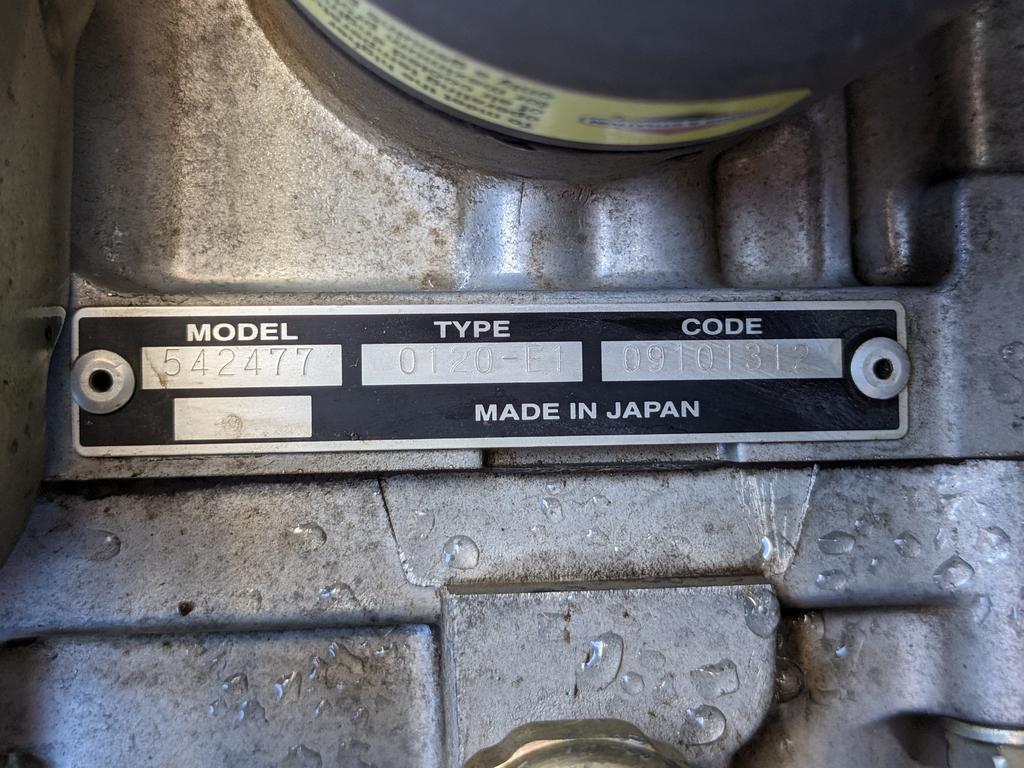 MODEL TYPE CODE
542477 0120-E1 09101312
MADE IN JAPAN